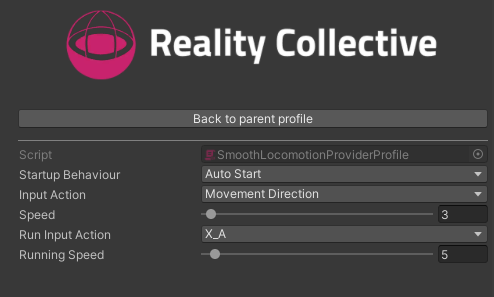 Reality Collective
Back to parent profile
Script SmoothLocomotionProviderProfile
Startup Behaviour Auto Start
Input Action Movement Direction
Speed 3
Run Input Action X_A
Running Speed 5